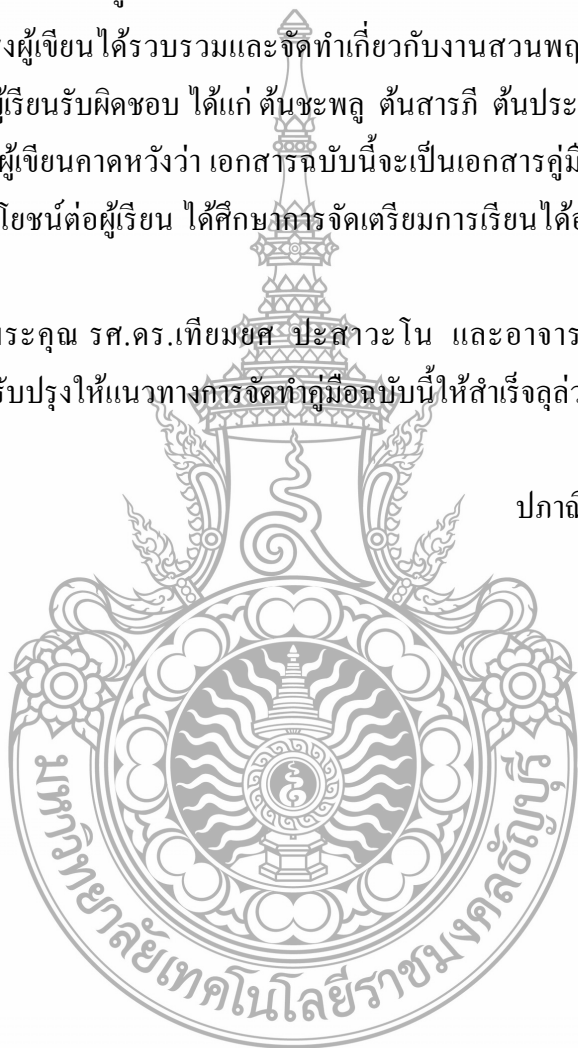 งผู้เขียนได้รวบรวมและจัดทำเกี่ยวกับงานสวนพฤ
ผู้เรียนรับผิดชอบ ได้แก่ ต้นชะพลู ต้นสารภี ต้นประ
ผู้เขียนคาดหวังว่า เอกสารฉบับนี้จะเป็นเอกสารคู่มื
โยชน์ต่อผู้เรียน ได้ศึกษาการจัดเตรียมการเรียนได้อ
ระคุณ รศ.ดร.เทียมยศ ปะสาวะโน และอาจาร
รับปรุงให้แนวทางการจัดทำคู่มือฉบับนี้ให้สำเร็จลุล่ว
ปภาณิ
มหาวิทยาลัยเทคโนโลยีราชมงคลธัญบุรี